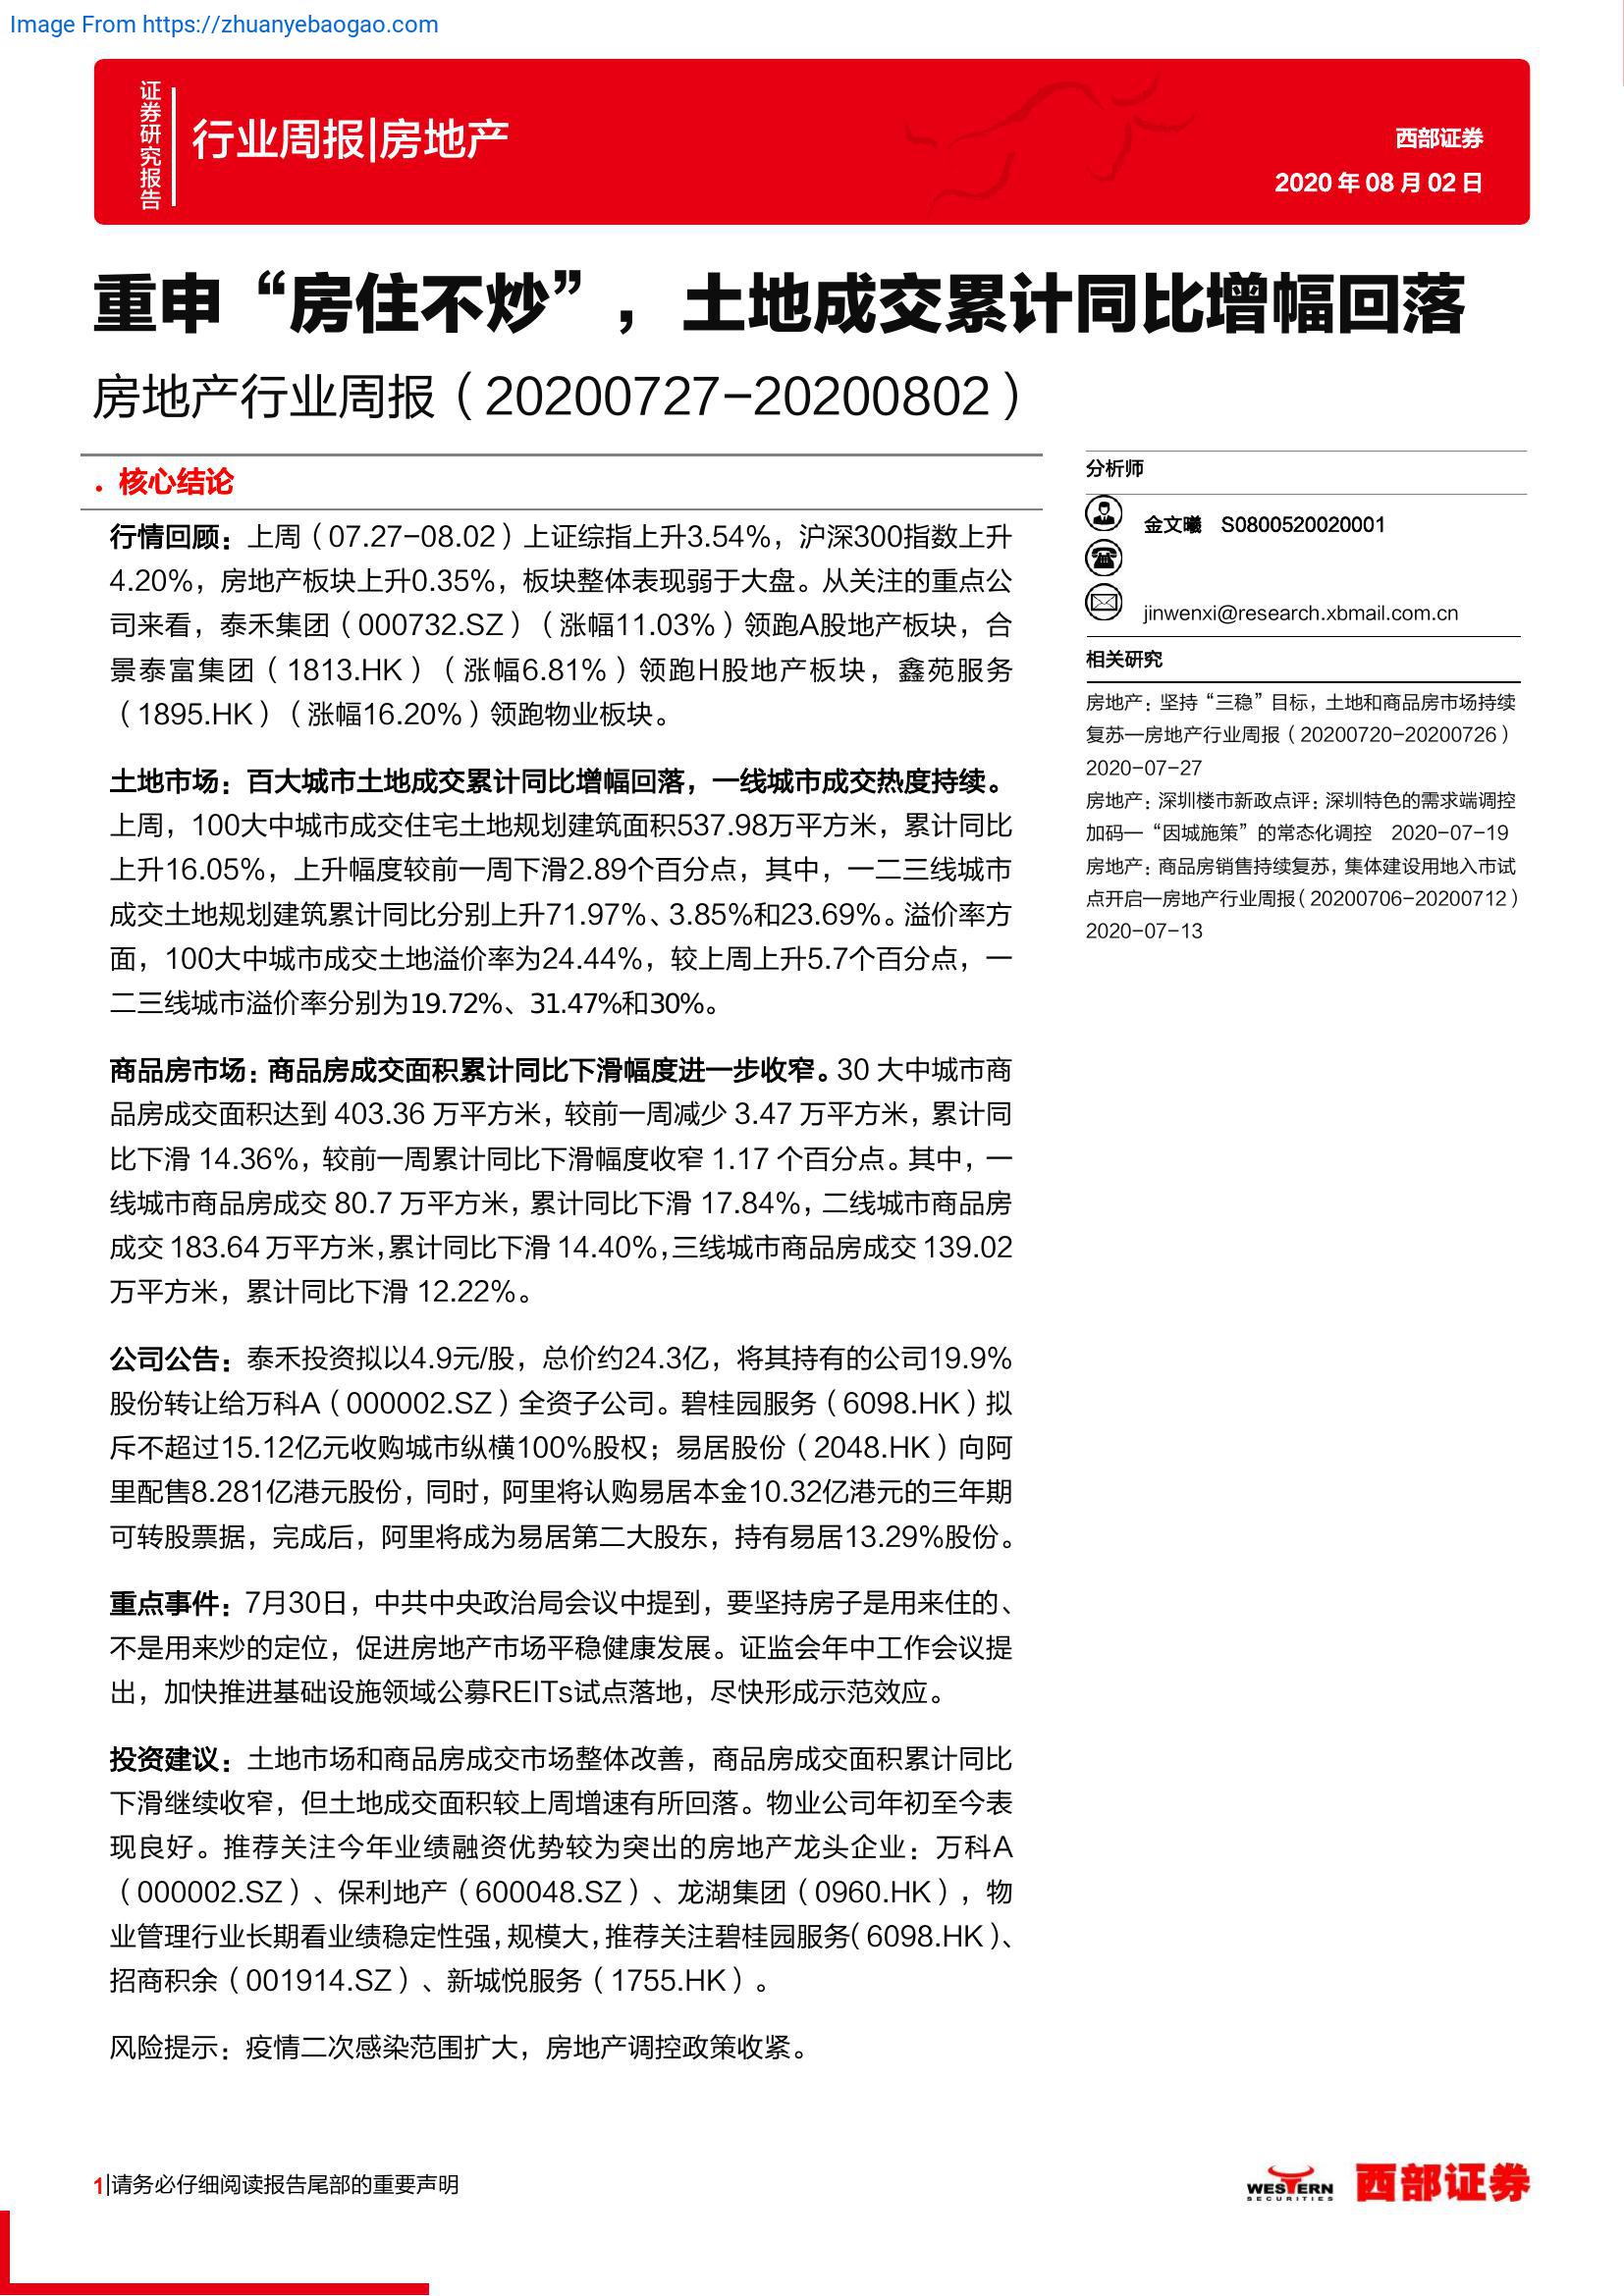 Image From https://zhuanyebaogao.com
证券研究报告
行业周报|房地产
西部证券
2020 年 08 月 02 日
重申“房住不炒”，土地成交累计同比增幅回落
房地产行业周报（20200727-20200802）
• 核心结论
行情回顾：上周（07.27-08.02）上证综指上升3.54%，沪深300指数上升
4.20%，房地产板块上升0.35%，板块整体表现弱于大盘。从关注的重点公
司来看，泰禾集团（000732.SZ）（涨幅11.03%）领跑A股地产板块，合
景泰富集团（1813.HK）（涨幅6.81%）领跑H股地产板块，鑫苑服务
（1895.HK）（涨幅16.20%）领跑物业板块。
土地市场：百大城市土地成交累计同比增幅回落，一线城市成交热度持续。
上周，100大中城市成交住宅土地规划建筑面积537.98万平方米，累计同比
上升16.05%，上升幅度较前一周下滑2.89个百分点，其中，一二三线城市
成交土地规划建筑累计同比分别上升71.97%、3.85%和23.69%。溢价率方
面，100大中城市成交土地溢价率为24.44%，较上周上升5.7个百分点，一
二三线城市溢价率分别为19.72%、31.47%和30%。
商品房市场：商品房成交面积累计同比下滑幅度进一步收窄。30 大中城市商
品房成交面积达到 403.36 万平方米，较前一周减少 3.47 万平方米，累计同
比下滑 14.36%，较前一周累计同比下滑幅度收窄 1.17 个百分点。其中，一
线城市商品房成交 80.7 万平方米，累计同比下滑 17.84%，二线城市商品房
成交 183.64 万平方米，累计同比下滑 14.40%，三线城市商品房成交 139.02
万平方米，累计同比下滑 12.22%。
公司公告：泰禾投资拟以4.9元/股，总价约24.3亿，将其持有的公司19.9%
股份转让给万科A（000002.SZ）全资子公司。碧桂园服务（6098.HK）拟
斥不超过15.12亿元收购城市纵横100%股权；易居股份（2048.HK）向阿
里配售8.281亿港元股份，同时，阿里将认购易居本金10.32亿港元的三年期
可转股票据，完成后，阿里将成为易居第二大股东，持有易居13.29%股份。
重点事件：7月30日，中共中央政治局会议中提到，要坚持房子是用来住的、
不是用来炒的定位，促进房地产市场平稳健康发展。证监会年中工作会议提
出，加快推进基础设施领域公募REITs试点落地，尽快形成示范效应。
投资建议：土地市场和商品房成交市场整体改善，商品房成交面积累计同比
下滑继续收窄，但土地成交面积较上周增速有所回落。物业公司年初至今表
现良好。推荐关注今年业绩融资优势较为突出的房地产龙头企业：万科A
（000002.SZ）、保利地产（600048.SZ）、龙湖集团（0960.HK），物
业管理行业长期看业绩稳定性强，规模大，推荐关注碧桂园服务（6098.HK）、
招商积余（001914.SZ）、新城悦服务（1755.HK）。
风险提示：疫情二次感染范围扩大，房地产调控政策收紧。
分析师
金文曦 S0800520020001
jinwenxi@research.xbmail.com.cn
相关研究
房地产：坚持“三稳”目标，土地和商品房市场持续
复苏—房地产行业周报（20200720-20200726）
2020-07-27
房地产：深圳楼市新政点评：深圳特色的需求端调控
加码—“因城施策”的常态化调控 2020-07-19
房地产：商品房销售持续复苏，集体建设用地入市试
点开启—房地产行业周报（20200706-20200712）
2020-07-13
1|请务必仔细阅读报告尾部的重要声明
WESTERN
SECURITIES
西部证券